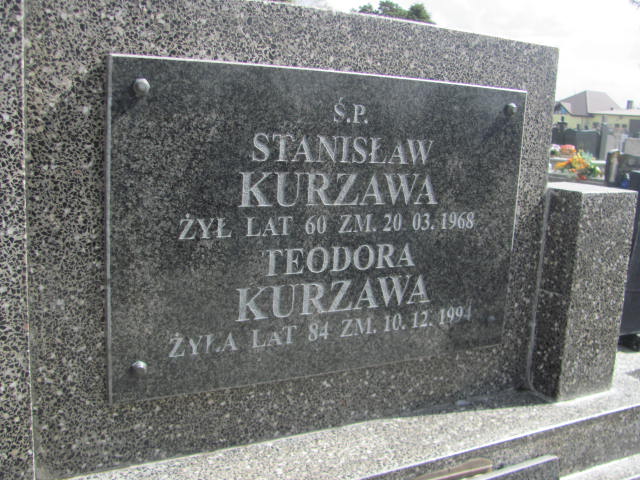 Ś.P.
STANISŁAW
KURZAWA
ŻYŁ LAT 60 ZM. 20.03.1968
TEODORA
KURZAWA
ŻYŁA LAT 84 ZM. 10.12.1994